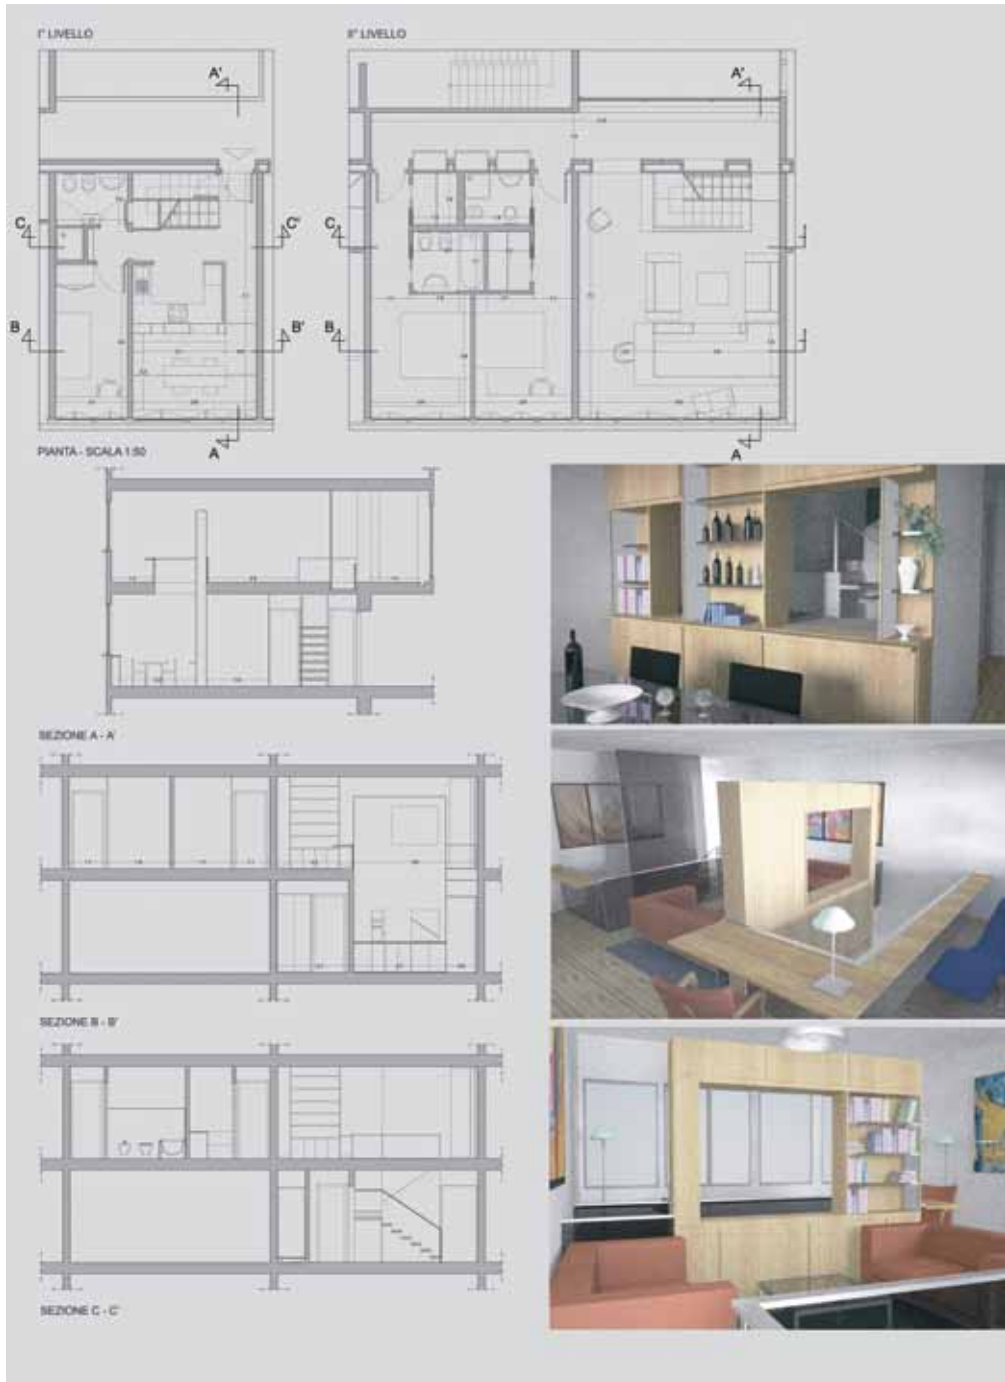 I° LIVELLO
II° LIVELLO
A'
A'
C
C'
C
B
B'
B
A
A
PIANTA - SCALA 1:50
SEZIONE A - A'
SEZIONE B - B'
SEZIONE C - C'